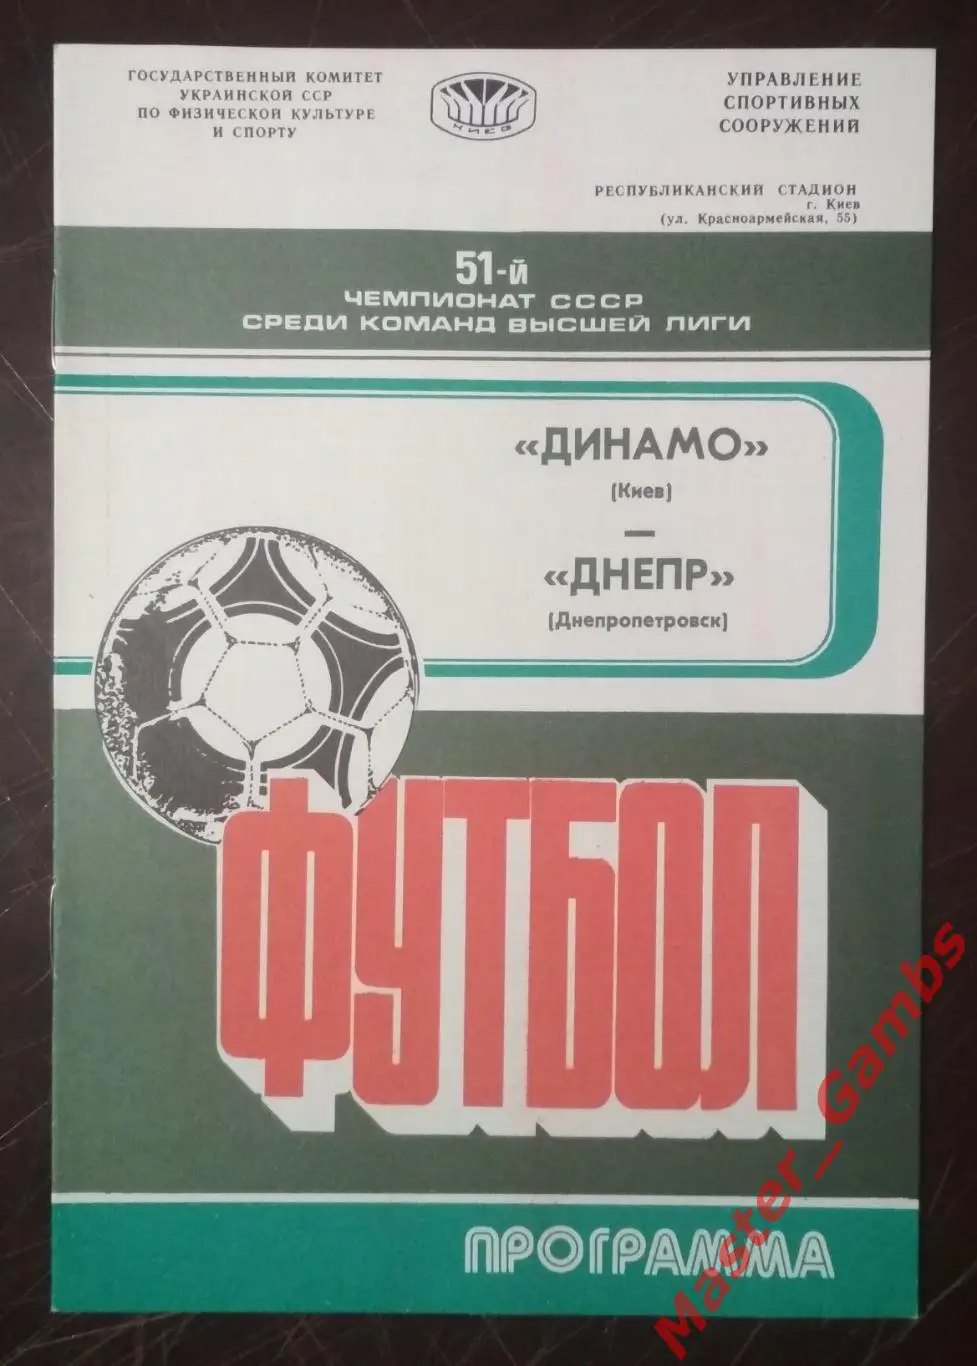 ГОСУДАРСТВЕННЫЙ КОМИТЕТ
УКРАИНСКОЙ ССР
ПО ФИЗИЧЕСКОЙ КУЛЬТУРЕ
И СПОРТУ
КИЕВ
УПРАВЛЕНИЕ
СПОРТИВНЫХ
СООРУЖЕНИЙ
РЕСПУБЛИКАНСКИЙ СТАДИОН
г. Киев
(ул. Красноармейская, 55)
51-й
ЧЕМПИОНАТ СССР
СРЕДИ КОМАНД ВЫСШЕЙ ЛИГИ
«ДИНАМО»
(Киев)
—
«ДНЕПР»
(Днепропетровск)
ФУТБОЛ
ПРОГРАММА
Master_Gambs